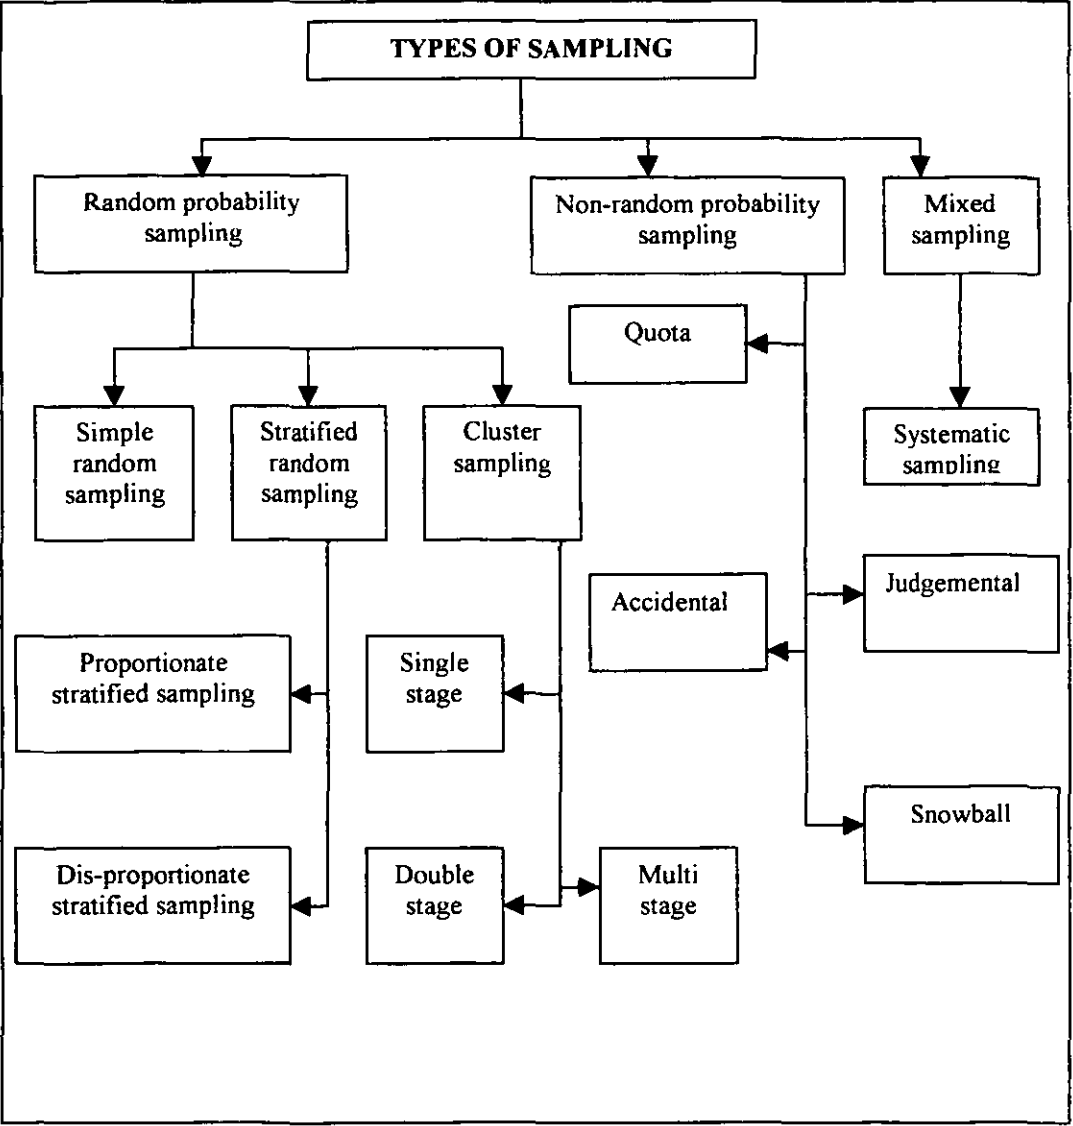 TYPES OF SAMPLING
Random probability
sampling
Non-random probability
sampling
Mixed
sampling
Quota
Simple
random
sampling
Stratified
random
sampling
Cluster
sampling
Systematic
sampling
Accidental
Judgemental
Proportionate
stratified sampling
Single
stage
Snowball
Dis-proportionate
stratified sampling
Double
stage
Multi
stage